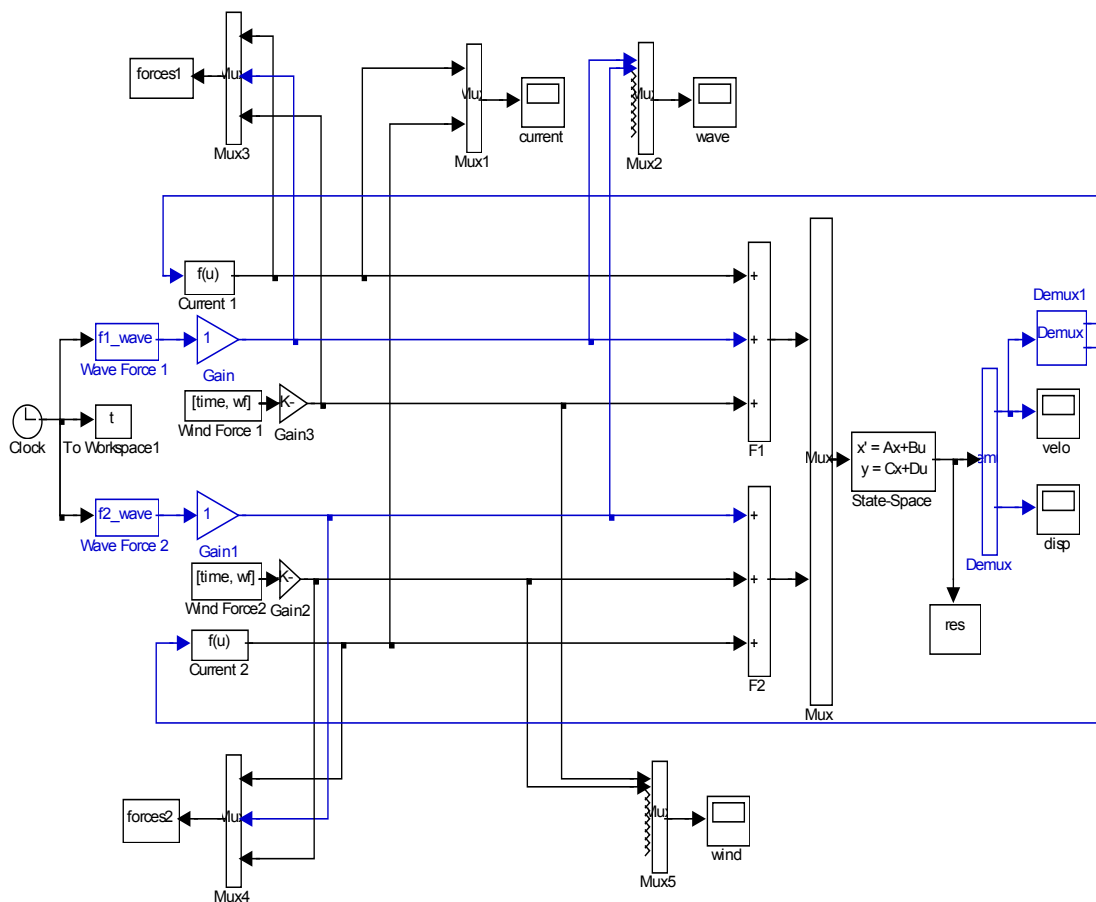 forces1
Mux
Mux3
Mux
Mux1
current
Mux
Mux2
wave
f(u)
Current 1
+
Demux1
Demux
f1_wave
Wave Force 1
1
Gain
+
[time, wf]
Wind Force 1
K-
Gain3
+
F1
Clock
t
To Workspace1
velo
Mux
x' = Ax+Bu
y = Cx+Du
State-Space
f2_wave
Wave Force 2
1
Gain1
+
disp
Demux
[time, wf]
Wind Force2
K-
Gain2
+
res
f(u)
Current 2
+
F2
Mux
forces2
Mux
Mux4
Mux
Mux5
wind